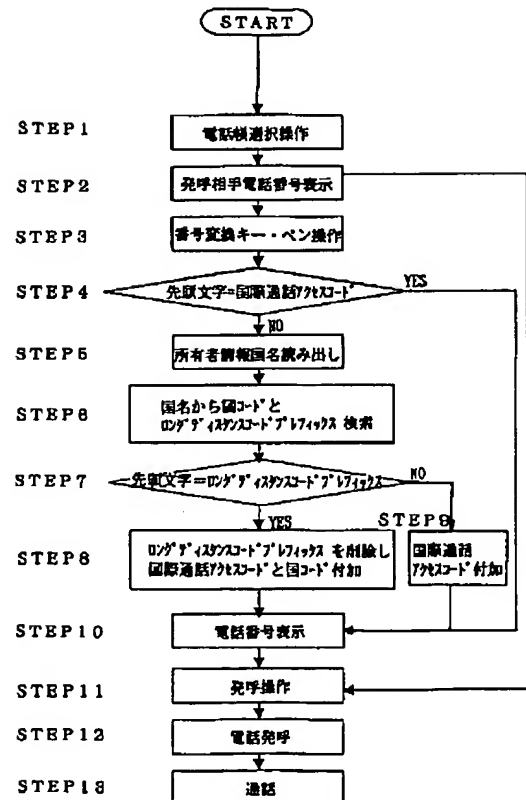 START
STEP1
電話帳選択操作
STEP2
発呼相手電話番号表示
STEP3
番号変換キー・ペン操作
STEP4
先頭文字=国際通話アクセスコード
YES
NO
STEP5
所有者情報国名読み出し
STEP6
国名から国コードと
ロングディスタンスコードプレフィックス 検索
STEP7
先頭文字=ロングディスタンスコードプレフィックス
NO
YES
STEP8
ロングディスタンスコードプレフィックス を削除し
国際通話アクセスコードと国コード付加
STEP9
国際通話
アクセスコード付加
STEP10
電話番号表示
STEP11
発呼操作
STEP12
電話発呼
STEP13
通話